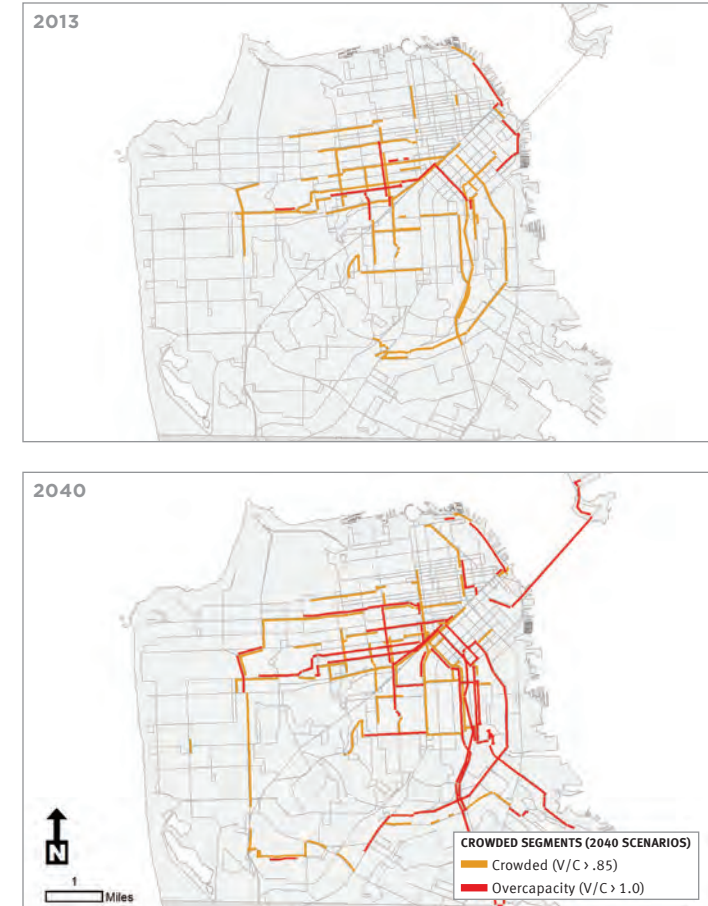 2013
2040
N
1
Miles
CROWDED SEGMENTS (2040 SCENARIOS)
Crowded (V/C > .85)
Overcapacity (V/C > 1.0)